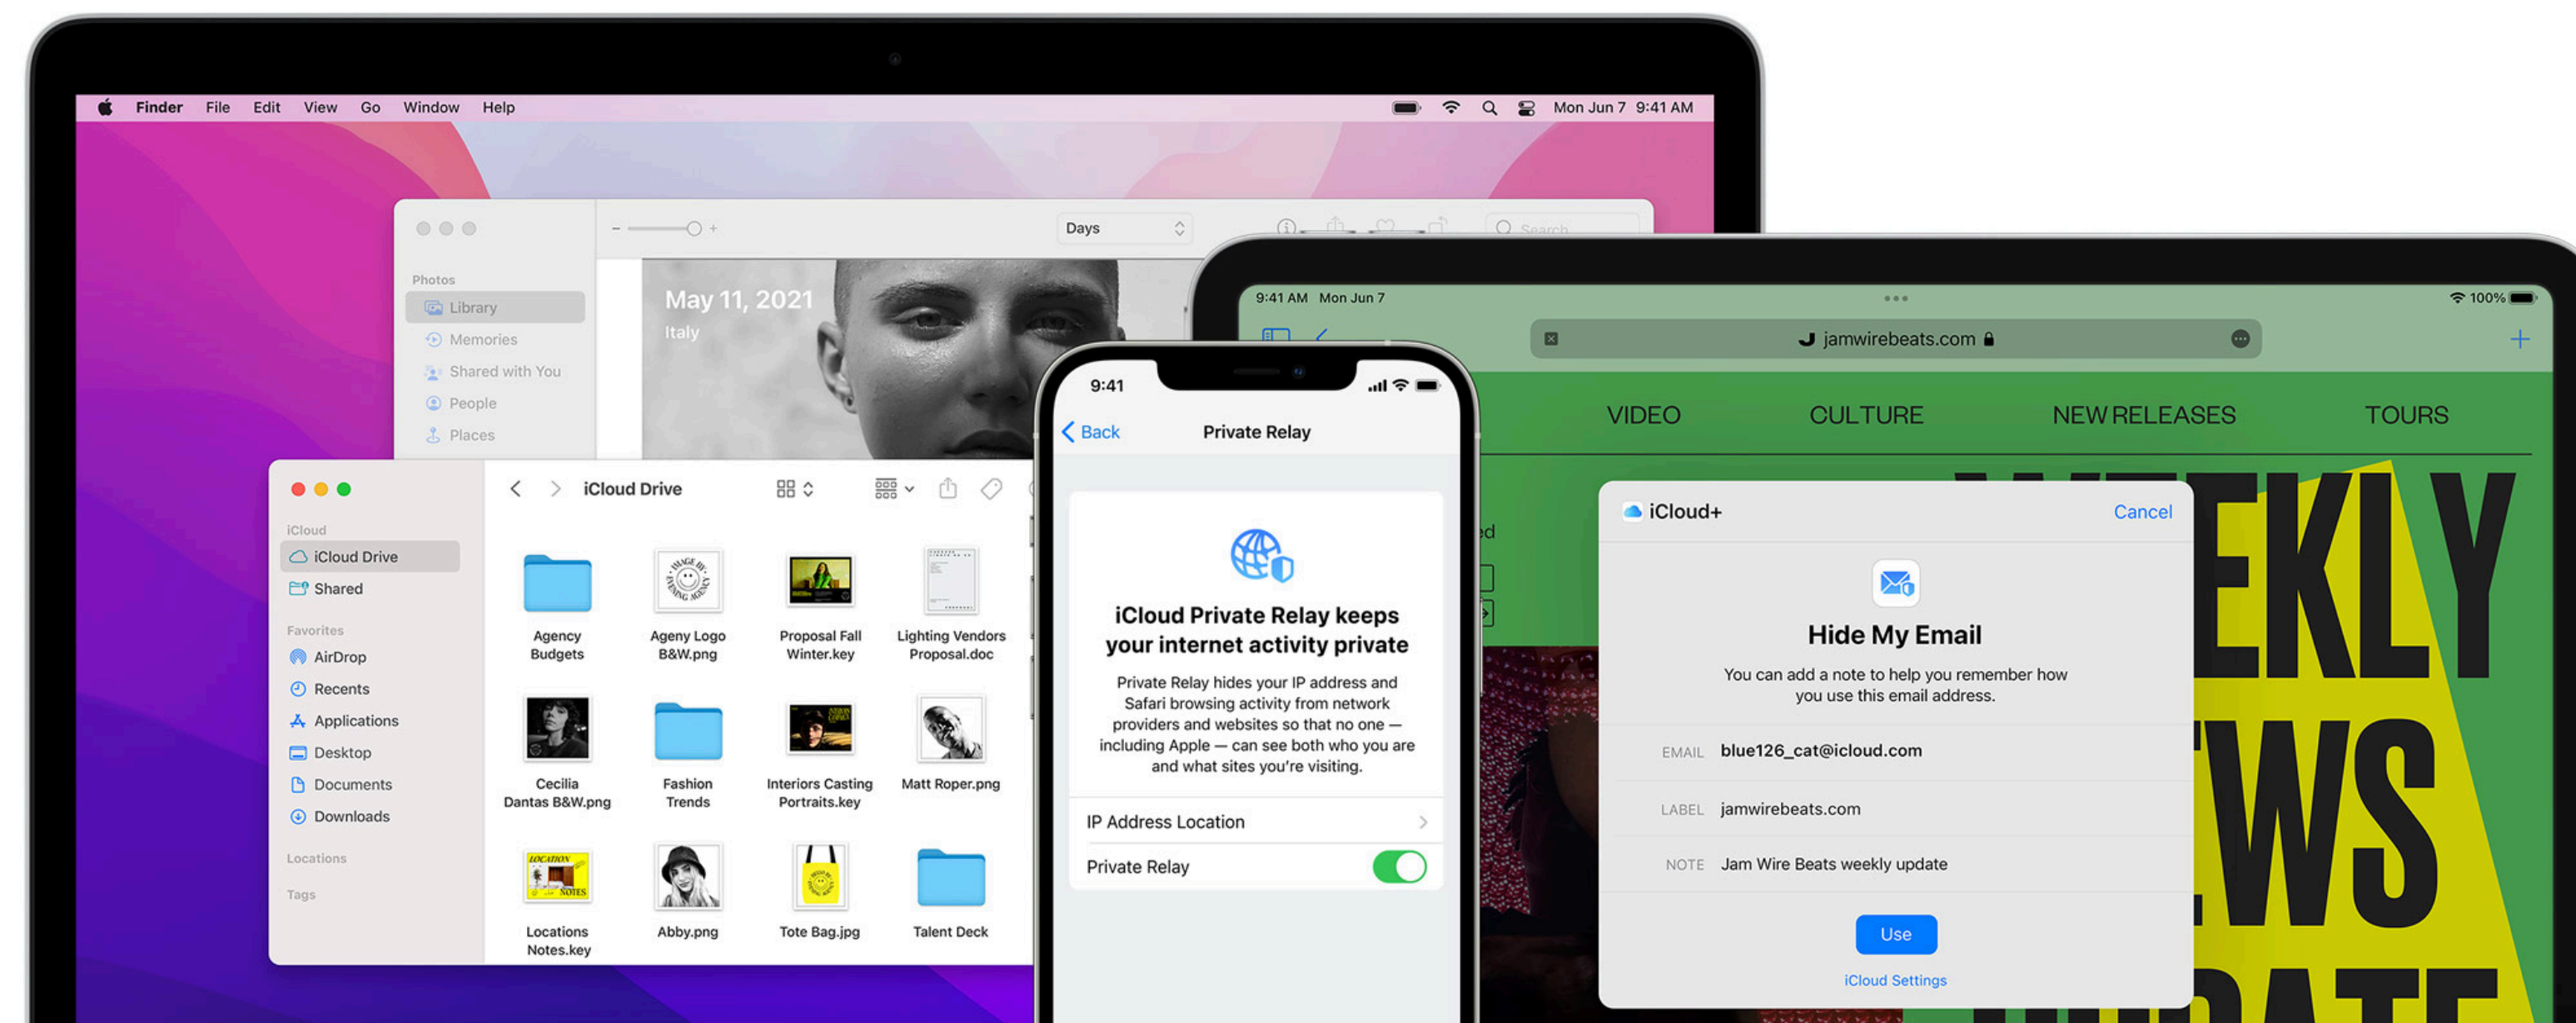 Finder File Edit View Go Window Help
Mon Jun 7 9:41 AM
Days
Search
Photos
Library
Memories
Shared with You
People
Places
May 11, 2021
Italy
iCloud Drive
iCloud
iCloud Drive
Shared
Favorites
AirDrop
Recents
Applications
Desktop
Documents
Downloads
Locations
Tags
Agency
Budgets
Ageny Logo
B&W.png
Proposal Fall
Winter.key
Lighting Vendors
Proposal.doc
Cecilia
Dantas B&W.png
Fashion
Trends
Interiors Casting
Portraits.key
Matt Roper.png
LOCATION
NOTES
Locations
Notes.key
Abby.png
Tote Bag.jpg
Talent Deck
9:41
Back
Private Relay
iCloud Private Relay keeps
your internet activity private
Private Relay hides your IP address and
Safari browsing activity from network
providers and websites so that no one —
including Apple — can see both who you are
and what sites you're visiting.
IP Address Location
Private Relay
9:41 AM Mon Jun 7
100%
jamwirebeats.com
VIDEO CULTURE NEW RELEASES TOURS
iCloud+
Cancel
Hide My Email
You can add a note to help you remember how
you use this email address.
EMAIL blue126_cat@icloud.com
LABEL jamwirebeats.com
NOTE Jam Wire Beats weekly update
Use
iCloud Settings
WEEKLY